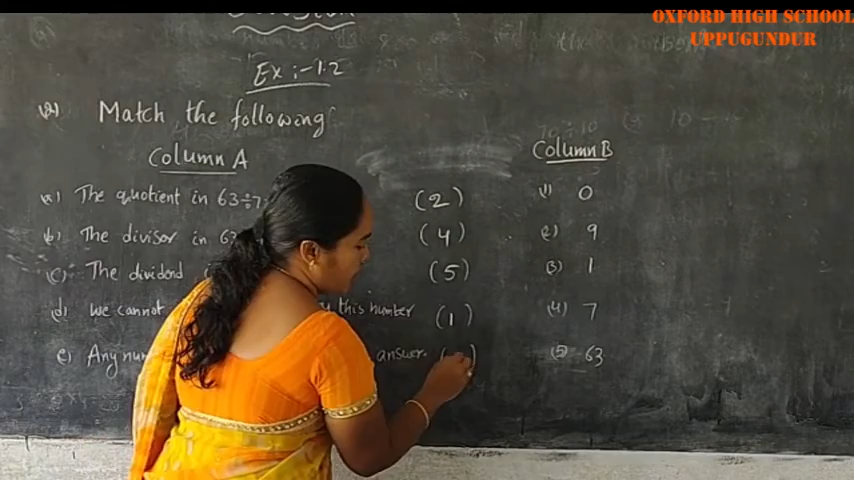 OXFORD HIGH SCHOOL
UPPUGUNDUR
Division
Ex :- 1.2
Match the following
Column A Column B
(a) The quotient in 63÷7 (2) (1) 0
(b) The divisor in 63 (4) (2) 9
(c) The dividend (5) (3) 1
(d) We cannot this number (1) (4) 7
(e) Any answer. ( ) (5) 63